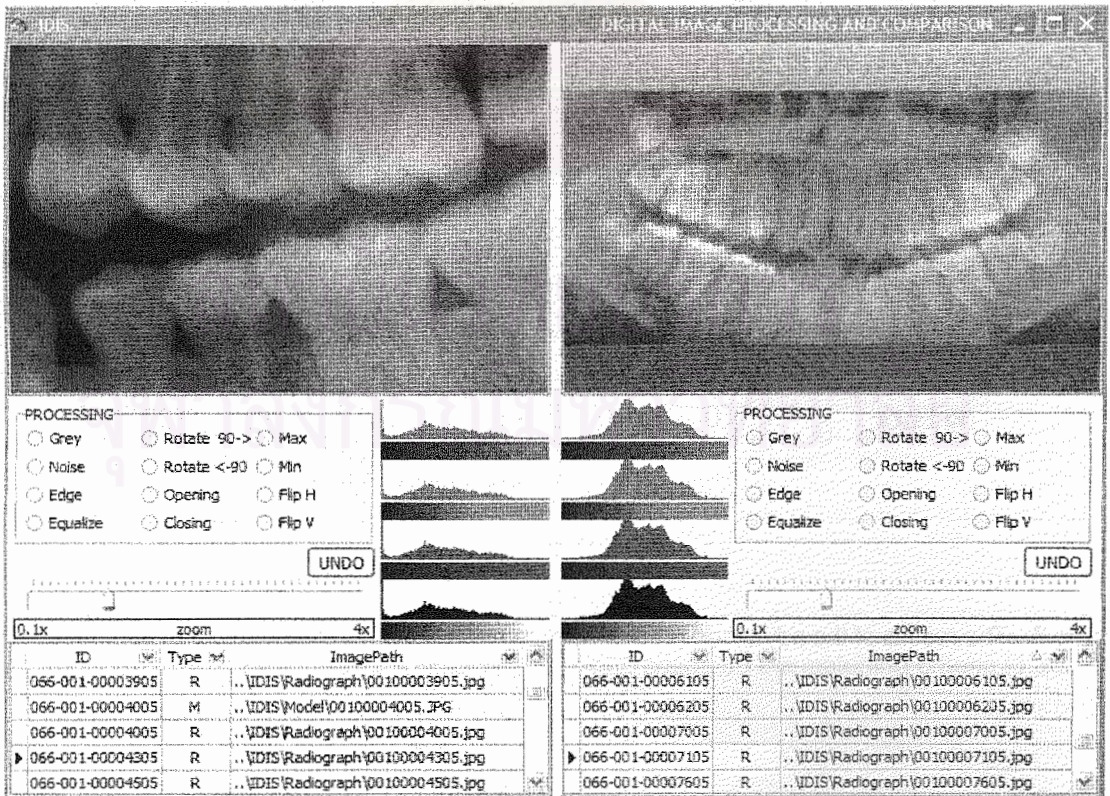 IDIS
DIGITAL IMAGE PROCESSING AND COMPARISON
PROCESSING
Grey Rotate 90-> Max
Noise Rotate <-90 Min
Edge Opening Flip H
Equalize Closing Flip V
UNDO
0.1x zoom 4x
PROCESSING
Grey Rotate 90-> Max
Noise Rotate <-90 Min
Edge Opening Flip H
Equalize Closing Flip V
UNDO
0.1x zoom 4x
ID Type ImagePath
066-001-00003905 R ..\IDIS\Radiograph\00100003905.jpg
066-001-00004005 M ..\IDIS\Model\00100004005.JPG
066-001-00004005 R ..\IDIS\Radiograph\00100004005.jpg
066-001-00004305 R ..\IDIS\Radiograph\00100004305.jpg
066-001-00004505 R ..\IDIS\Radiograph\00100004505.jpg
ID Type ImagePath
066-001-00006105 R ..\IDIS\Radiograph\00100006105.jpg
066-001-00006205 R ..\IDIS\Radiograph\00100006205.jpg
066-001-00007005 R ..\IDIS\Radiograph\00100007005.jpg
066-001-00007105 R ..\IDIS\Radiograph\00100007105.jpg
066-001-00007605 R ..\IDIS\Radiograph\00100007605.jpg